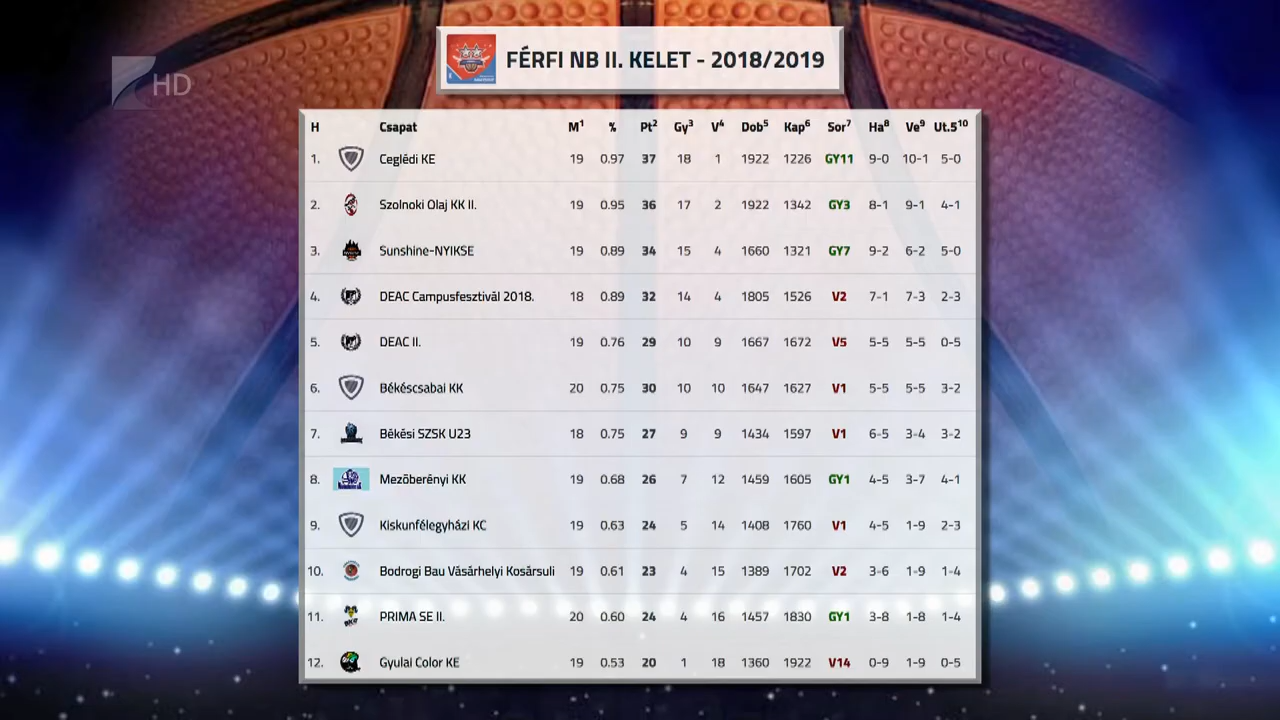 FÉRFI NB II. KELET - 2018/2019
HD
H Csapat M¹ % Pt² Gy³ V⁴ Dob⁵ Kap⁶ Sor⁷ Ha⁸ Ve⁹ Ut.5¹⁰
1. Ceglédi KE 19 0.97 37 18 1 1922 1226 GY11 9-0 10-1 5-0
2. Szolnoki Olaj KK II. 19 0.95 36 17 2 1922 1342 GY3 8-1 9-1 4-1
3. Sunshine-NYIKSE 19 0.89 34 15 4 1660 1321 GY7 9-2 6-2 5-0
4. DEAC Campusfesztivál 2018. 18 0.89 32 14 4 1805 1526 V2 7-1 7-3 2-3
5. DEAC II. 19 0.76 29 10 9 1667 1672 V5 5-5 5-5 0-5
6. Békéscsabai KK 20 0.75 30 10 10 1647 1627 V1 5-5 5-5 3-2
7. Békési SZSK U23 18 0.75 27 9 9 1434 1597 V1 6-5 3-4 3-2
8. Mezőberényi KK 19 0.68 26 7 12 1459 1605 GY1 4-5 3-7 4-1
9. Kiskunfélegyházi KC 19 0.63 24 5 14 1408 1760 V1 4-5 1-9 2-3
10. Bodrogi Bau Vásárhelyi Kosársuli 19 0.61 23 4 15 1389 1702 V2 3-6 1-9 1-4
11. PRIMA SE II. 20 0.60 24 4 16 1457 1830 GY1 3-8 1-8 1-4
12. Gyulai Color KE 19 0.53 20 1 18 1360 1922 V14 0-9 1-9 0-5